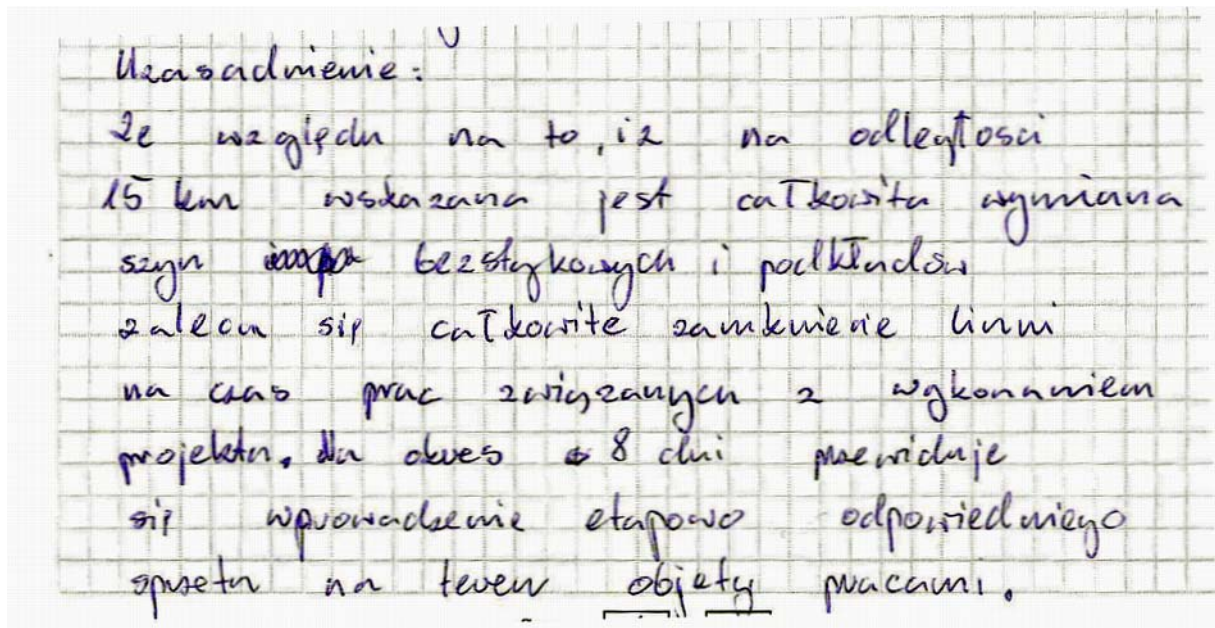 Uzasadnienie:
Ze względu na to, iż na odległości
15 km wskazana jest całkowita wymiana
szyn bezstykowych i podkładów
zaleca się całkowite zamknięcie linni
na czas prac związanych z wykonaniem
projektu. Na okres 8 dni przewiduje
się wprowadzenie etapowo odpowiedniego
sprzętu na teren objęty pracami.